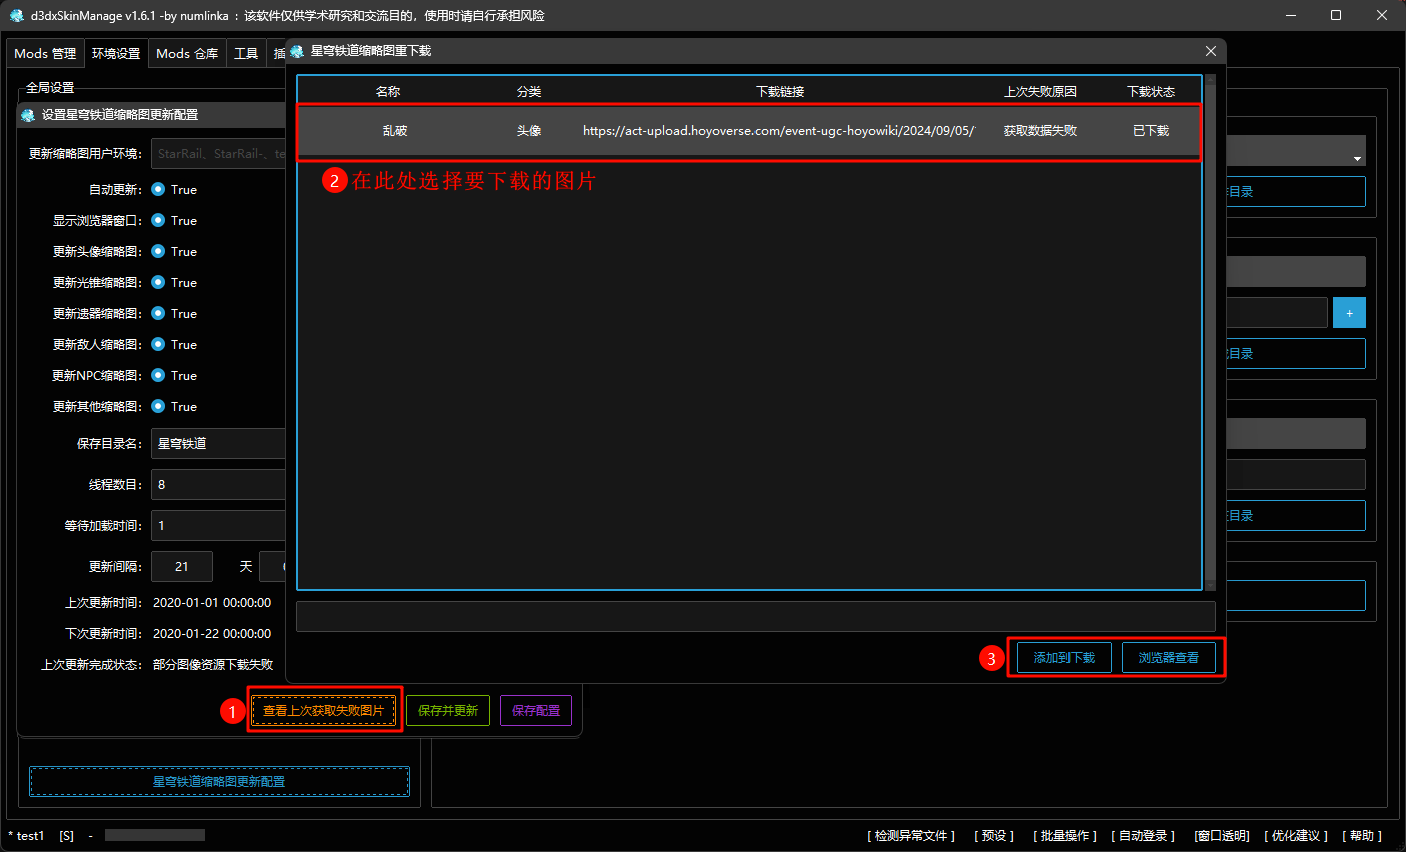 d3dxSkinManage v1.6.1 -by numlinka ：该软件仅供学术研究和交流目的，使用时请自行承担风险
Mods 管理
环境设置
Mods 仓库
工具
全局设置
设置星穹铁道缩略图更新配置
更新缩略图用户环境：
StarRail、StarRail-、te
自动更新：
True
显示浏览器窗口：
True
更新头像缩略图：
True
更新光锥缩略图：
True
更新遗器缩略图：
True
更新敌人缩略图：
True
更新NPC缩略图：
True
更新其他缩略图：
True
保存目录名：
星穹铁道
线程数目：
8
等待加载时间：
1
更新间隔：
21
天
上次更新时间：
2020-01-01 00:00:00
下次更新时间：
2020-01-22 00:00:00
上次更新完成状态：
部分图像资源下载失败
1
查看上次获取失败图片
保存并更新
保存配置
星穹铁道缩略图更新配置
星穹铁道缩略图重下载
名称
分类
下载链接
上次失败原因
下载状态
乱破
头像
https://act-upload.hoyoverse.com/event-ugc-hoyowiki/2024/09/05/
获取数据失败
已下载
2
在此处选择要下载的图片
3
添加到下载
浏览器查看
目录
+
目录
目录
* test1
[S]
-
[ 检测异常文件 ]
[ 预设 ]
[ 批量操作 ]
[ 自动登录 ]
[窗口透明]
[ 优化建议 ]
[ 帮助 ]